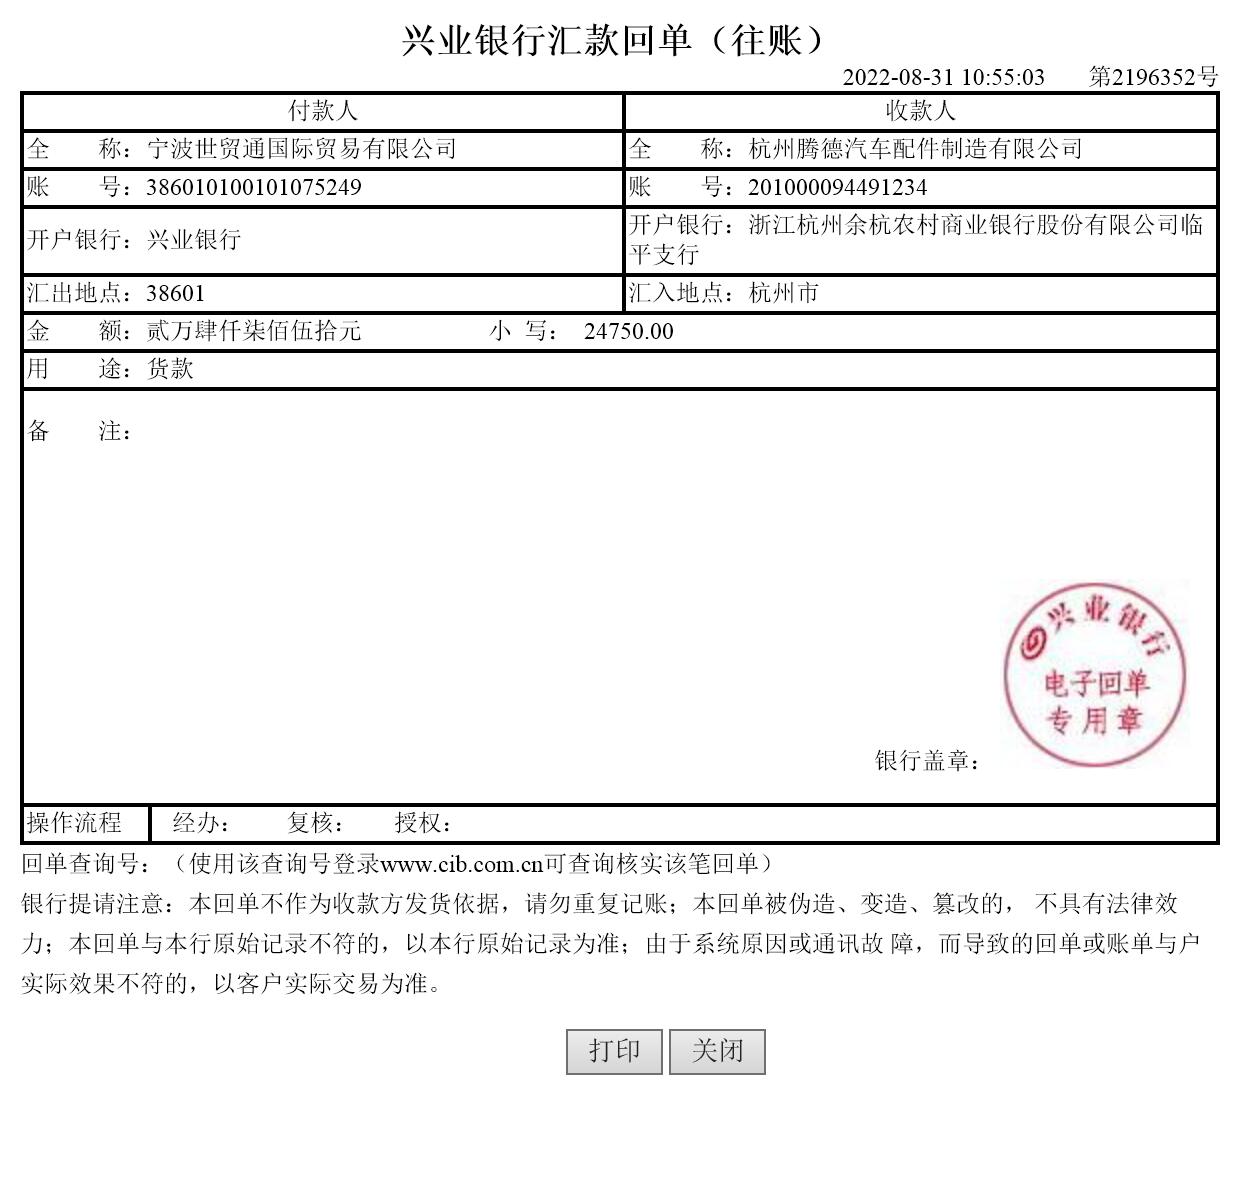 兴业银行汇款回单（往账）
2022-08-31 10:55:03 第2196352号
付款人 收款人
全 称：宁波世贸通国际贸易有限公司 全 称：杭州腾德汽车配件制造有限公司
账 号：386010100101075249 账 号：201000094491234
开户银行：兴业银行 开户银行：浙江杭州余杭农村商业银行股份有限公司临
平支行
汇出地点：38601 汇入地点：杭州市
金 额：贰万肆仟柒佰伍拾元 小 写： 24750.00
用 途：货款
备 注：
兴业银行
电子回单
专用章
银行盖章：
操作流程 经办： 复核： 授权：
回单查询号：（使用该查询号登录www.cib.com.cn可查询核实该笔回单）
银行提请注意：本回单不作为收款方发货依据，请勿重复记账；本回单被伪造、变造、篡改的， 不具有法律效
力；本回单与本行原始记录不符的，以本行原始记录为准；由于系统原因或通讯故 障，而导致的回单或账单与户
实际效果不符的，以客户实际交易为准。
打印 关闭